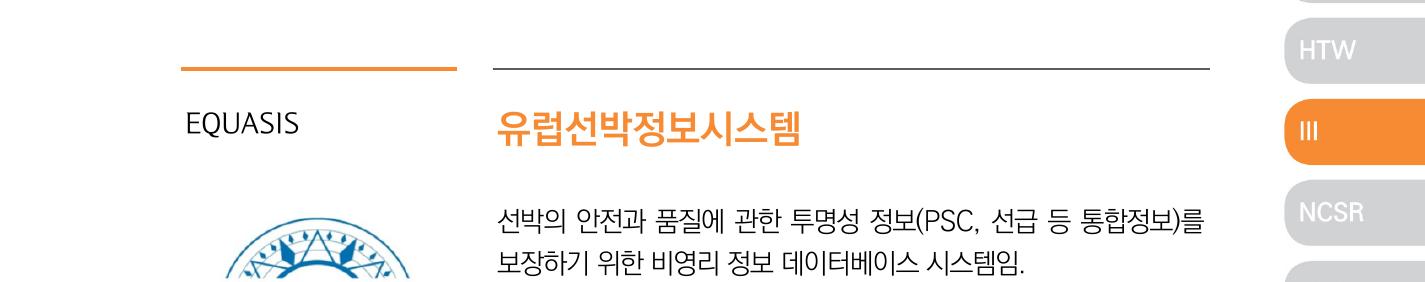 HTW
EQUASIS
유럽선박정보시스템
III
선박의 안전과 품질에 관한 투명성 정보(PSC, 선급 등 통합정보)를
보장하기 위한 비영리 정보 데이터베이스 시스템임.
NCSR